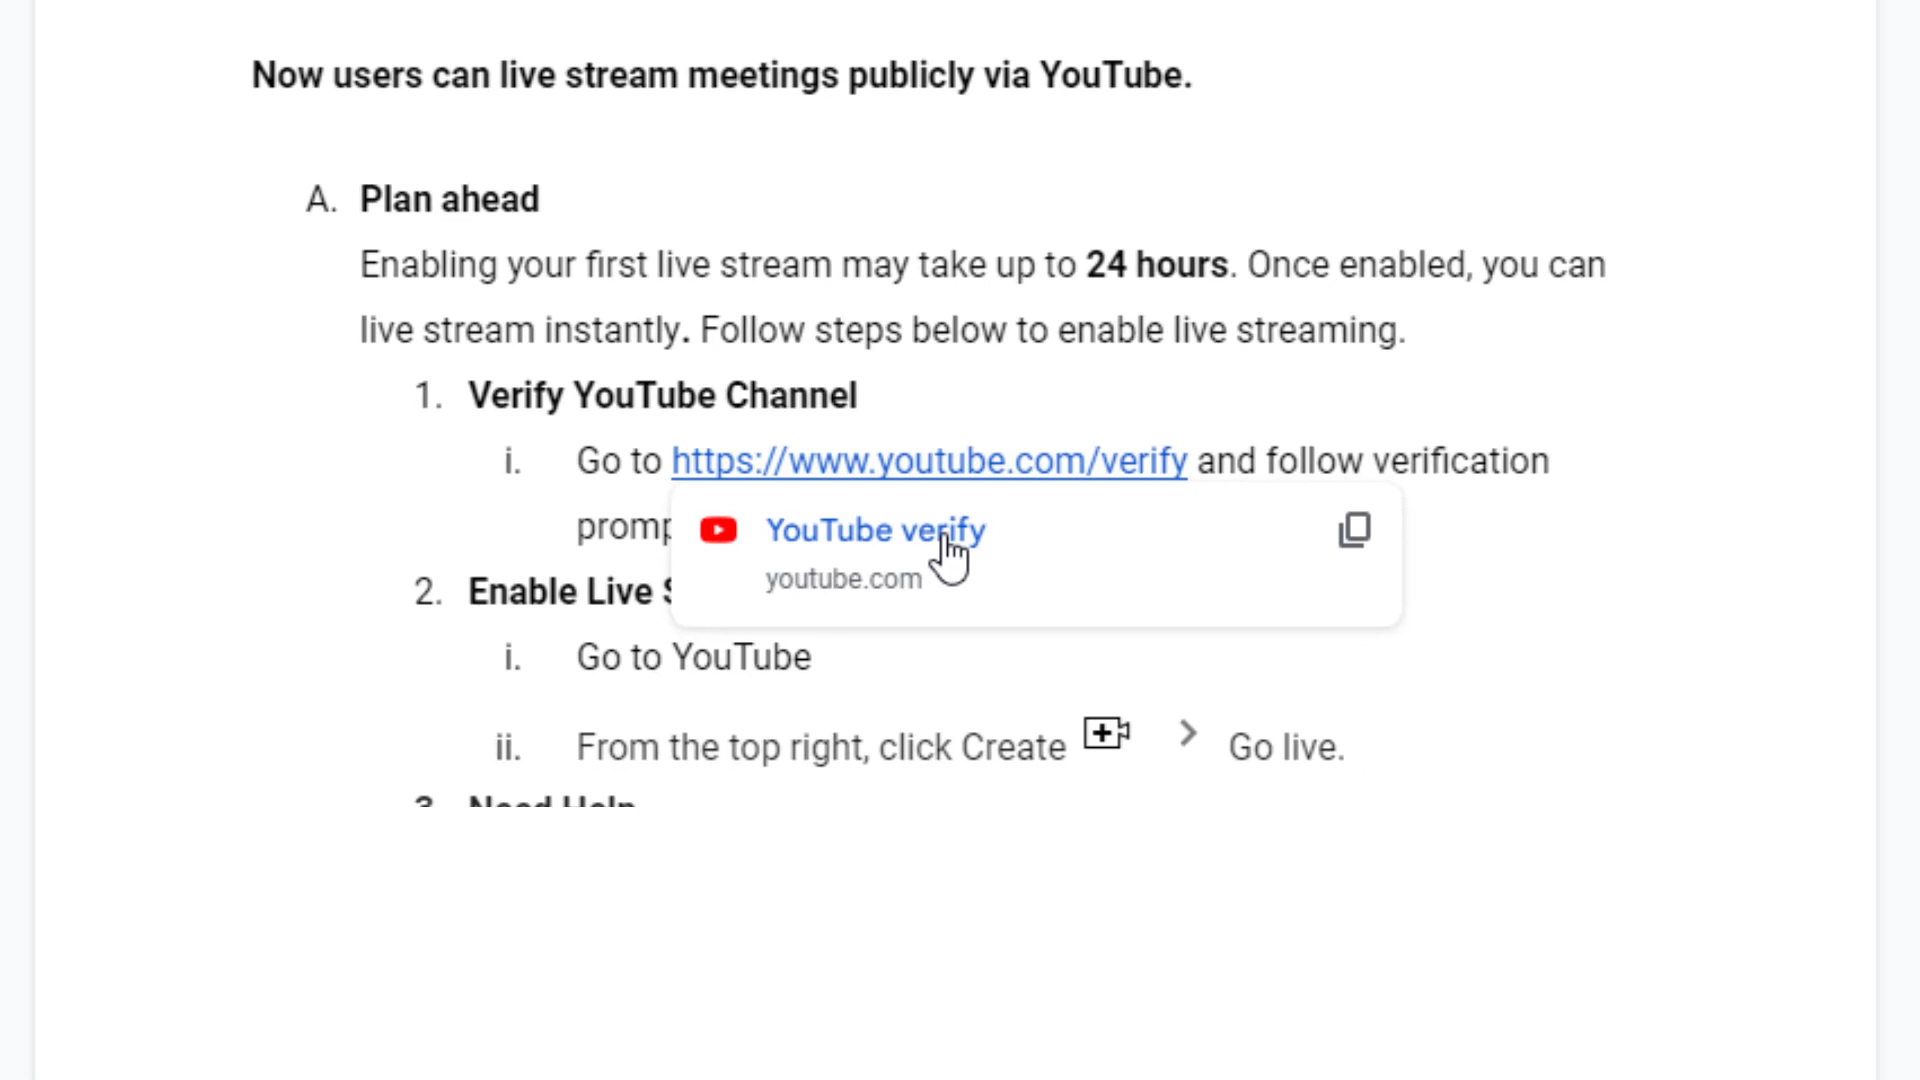 Now users can live stream meetings publicly via YouTube.
A. Plan ahead
Enabling your first live stream may take up to 24 hours. Once enabled, you can
live stream instantly. Follow steps below to enable live streaming.
1. Verify YouTube Channel
i. Go to https://www.youtube.com/verify and follow verification
YouTube verify
youtube.com
2. Enable Live
i. Go to YouTube
ii. From the top right, click Create > Go live.
3. Need Help